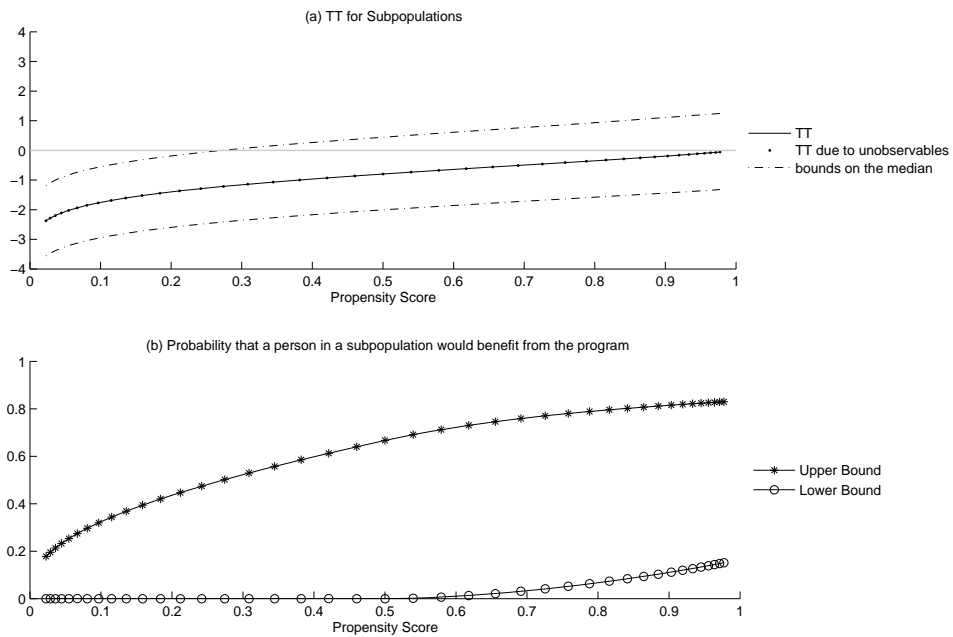 (a) TT for Subpopulations
4
3
2
1
0
−1
−2
−3
−4
0 0.1 0.2 0.3 0.4 0.5 0.6 0.7 0.8 0.9 1
Propensity Score
TT
TT due to unobservables
bounds on the median
(b) Probability that a person in a subpopulation would benefit from the program
1
0.8
0.6
0.4
0.2
0
0 0.1 0.2 0.3 0.4 0.5 0.6 0.7 0.8 0.9 1
Propensity Score
Upper Bound
Lower Bound